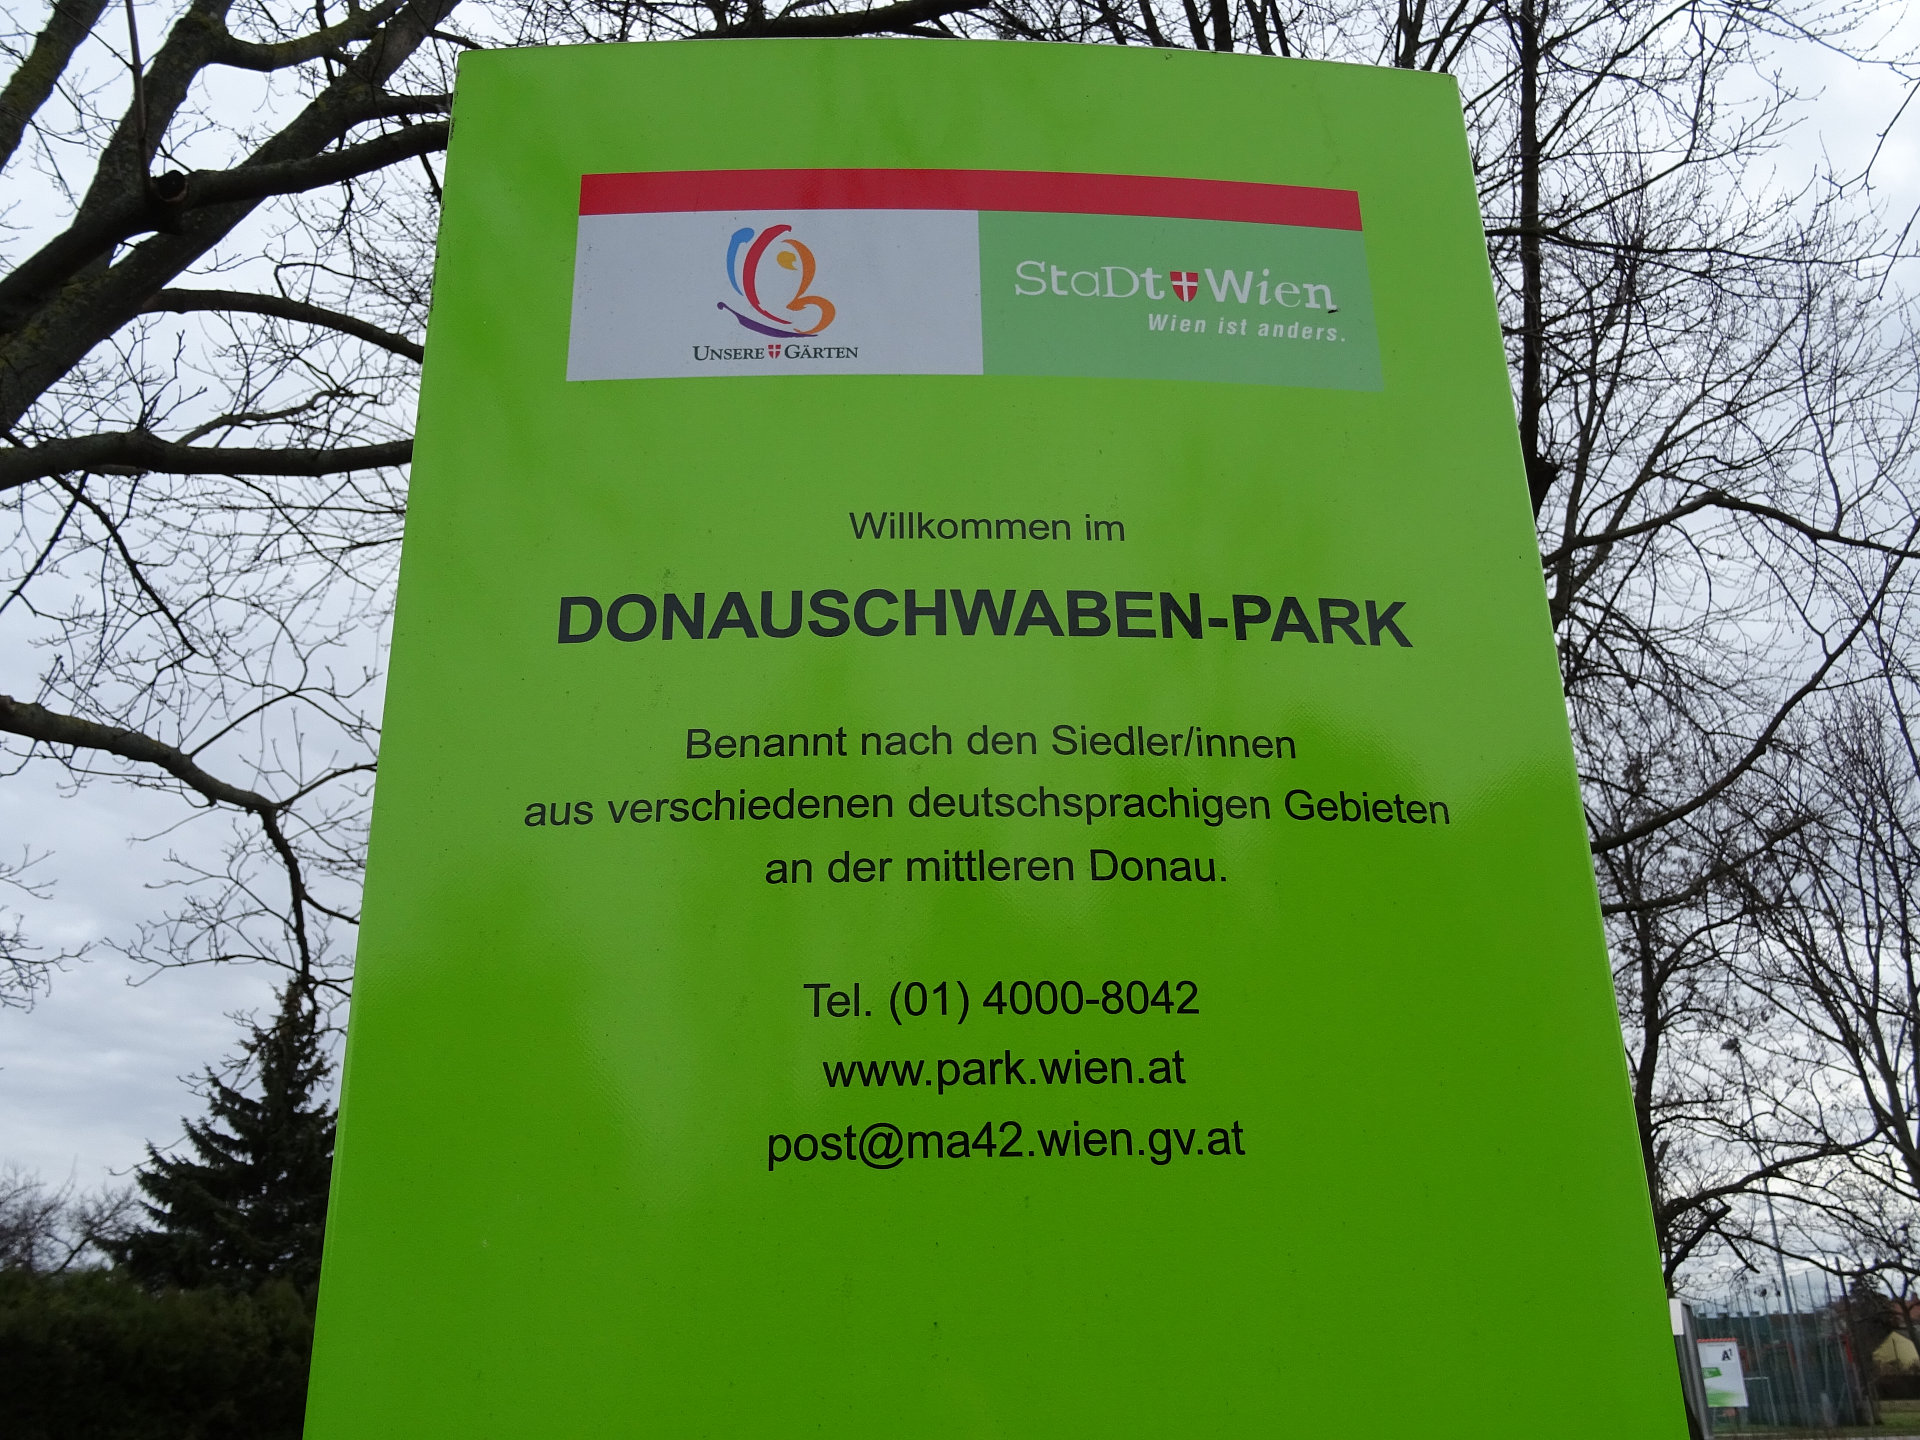 UNSERE GÄRTEN
StaDt Wien
Wien ist anders.
Willkommen im
DONAUSCHWABEN-PARK
Benannt nach den Siedler/innen
aus verschiedenen deutschsprachigen Gebieten
an der mittleren Donau.
Tel. (01) 4000-8042
www.park.wien.at
post@ma42.wien.gv.at
A1